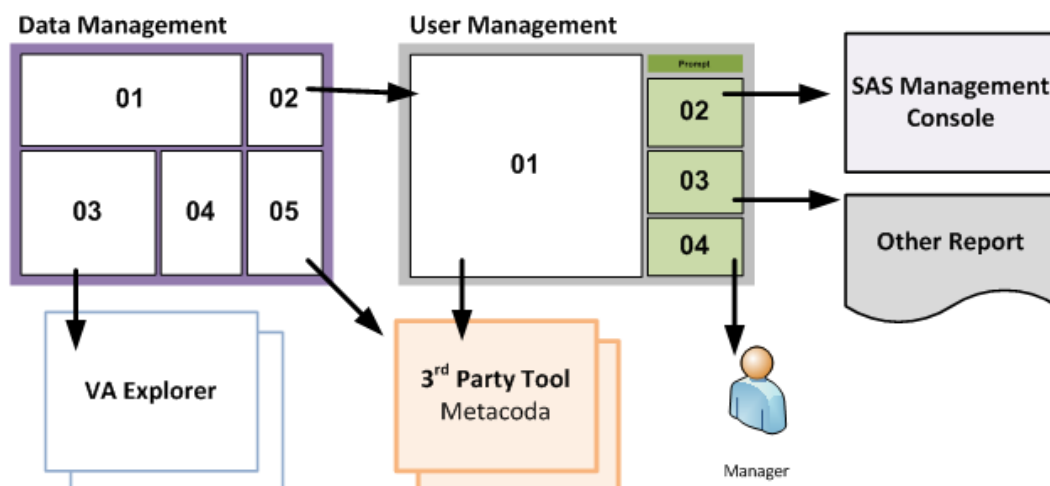 Data Management
User Management
01
02
03
04
05
Prompt
01
02
03
04
SAS Management
Console
Other Report
VA Explorer
3rd Party Tool
Metacoda
Manager